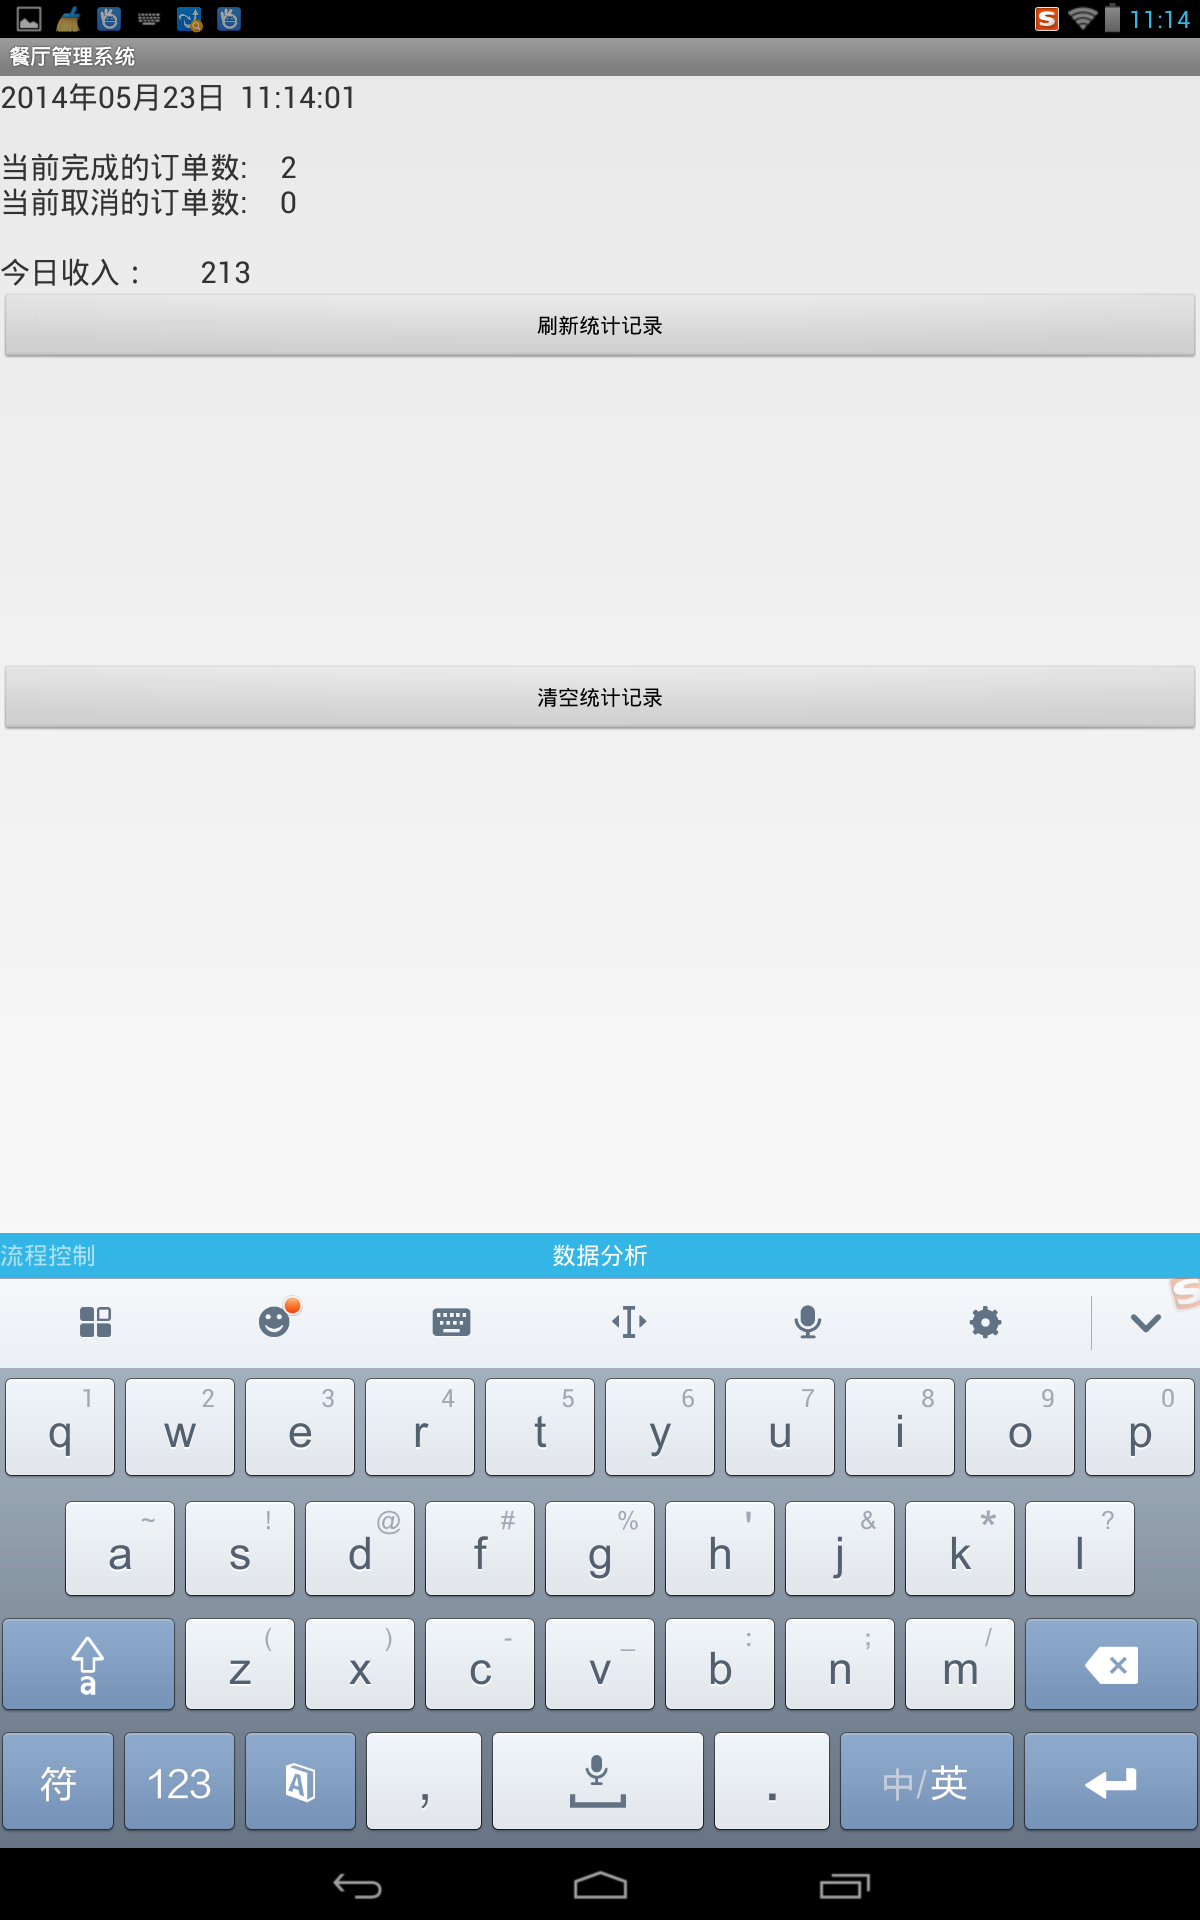 11:14
餐厅管理系统
2014年05月23日 11:14:01
当前完成的订单数: 2
当前取消的订单数: 0
今日收入： 213
刷新统计记录
清空统计记录
流程控制 数据分析
1 2 3 4 5 6 7 8 9 0
q w e r t y u i o p
~ ! @ # % ' & * ?
a s d f g h j k l
( ) - _ : ; /
a z x c v b n m
符 123 , . 中/英